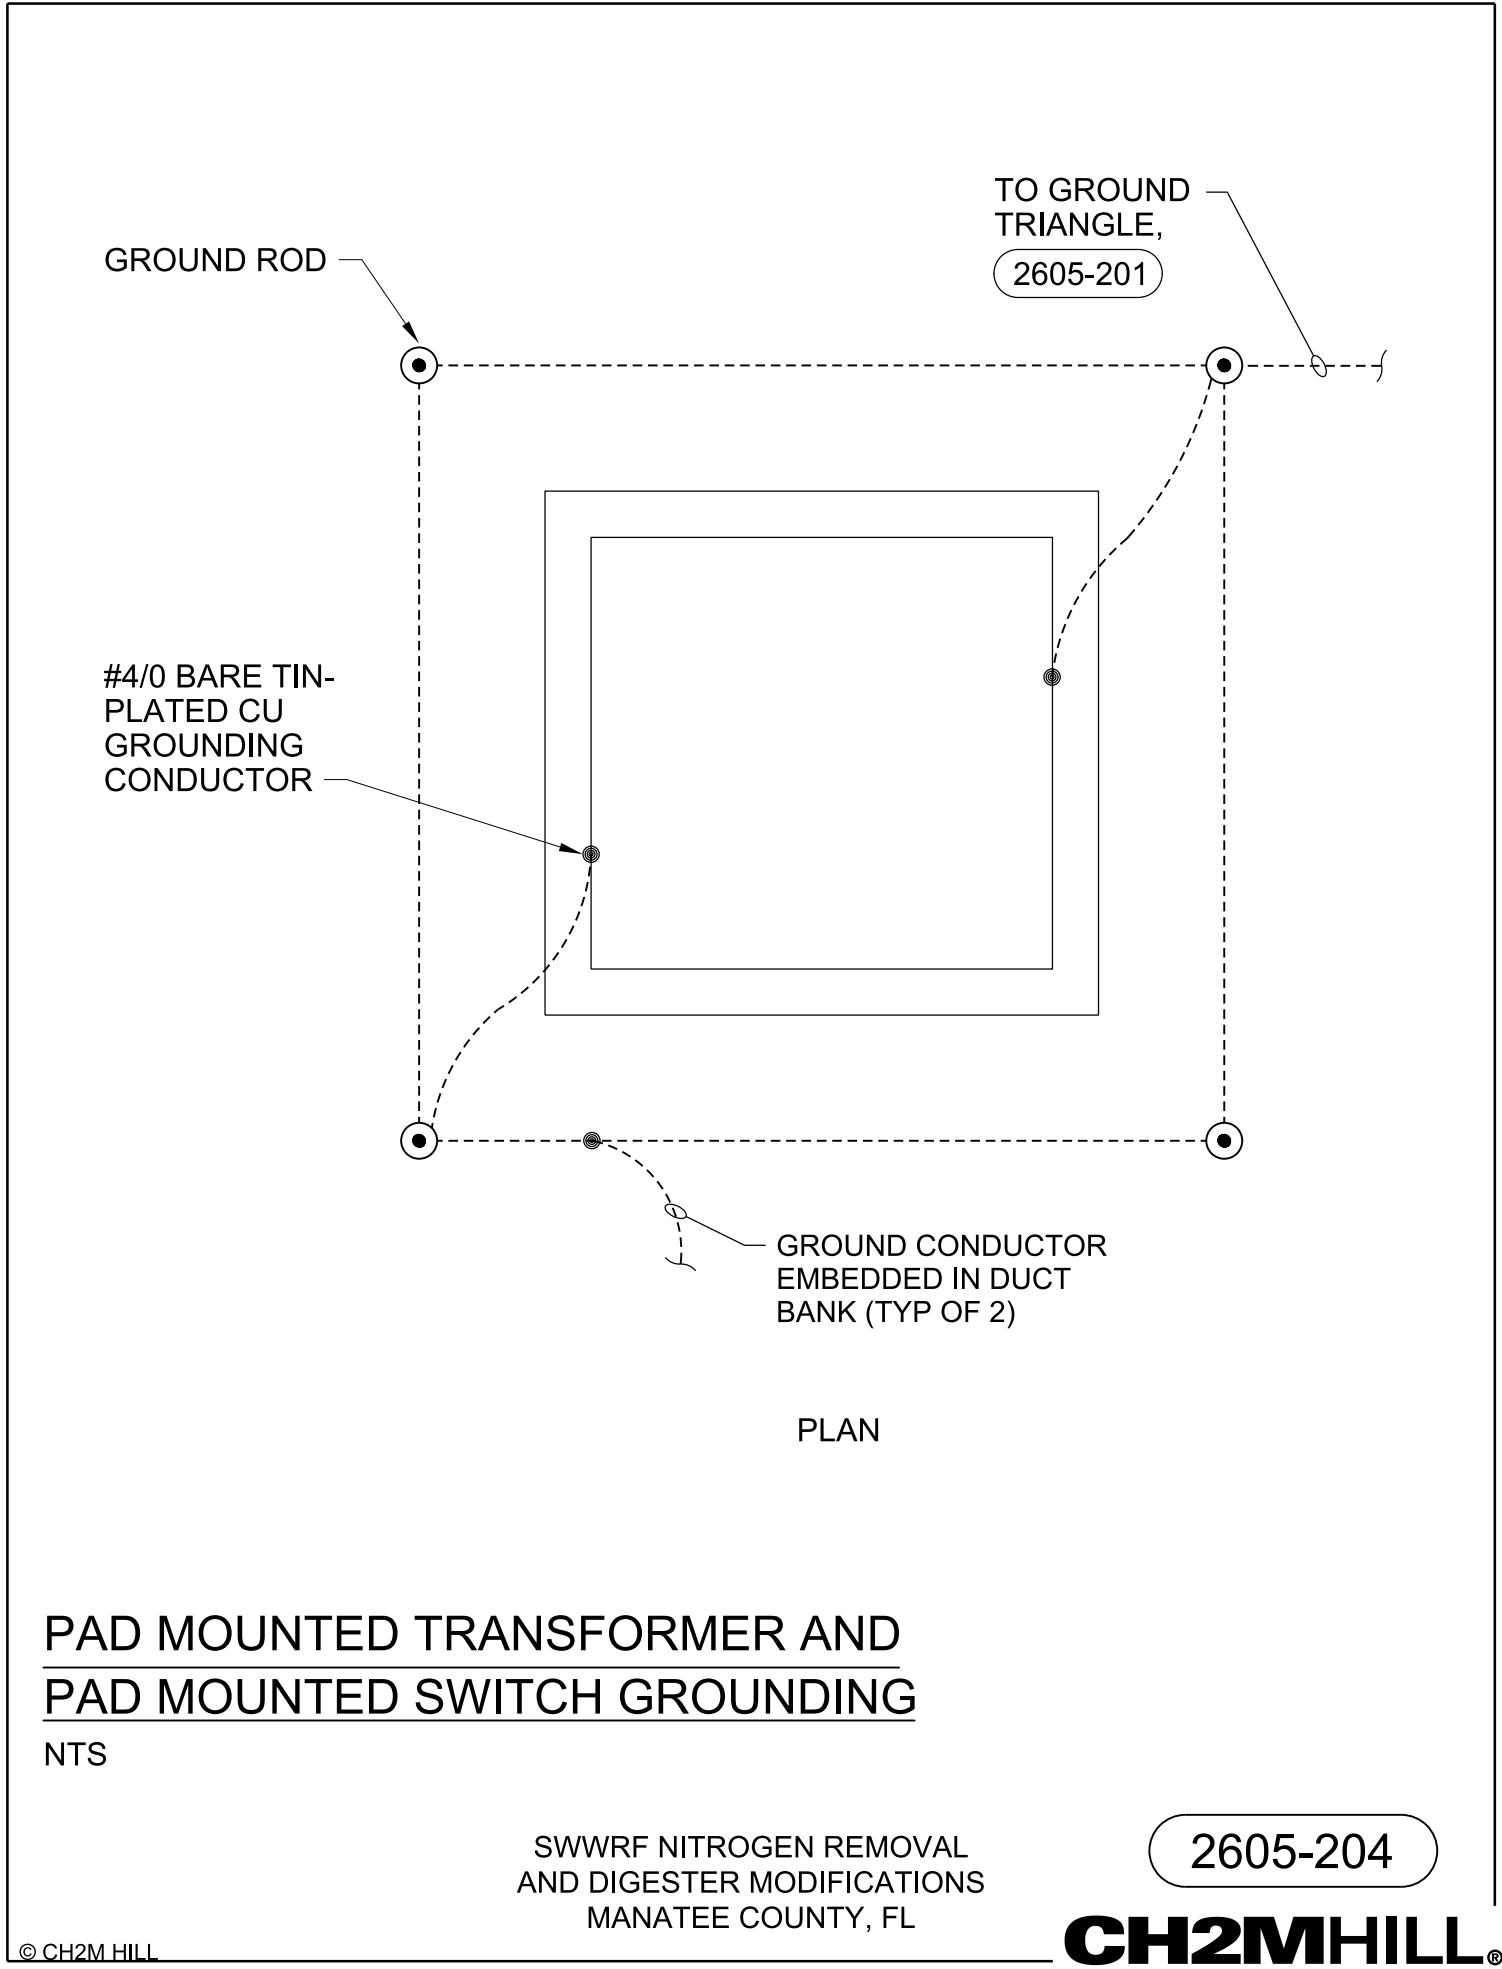 TO GROUND
TRIANGLE,
2605-201
GROUND ROD
#4/0 BARE TIN-
PLATED CU
GROUNDING
CONDUCTOR
GROUND CONDUCTOR
EMBEDDED IN DUCT
BANK (TYP OF 2)
PLAN
PAD MOUNTED TRANSFORMER AND
PAD MOUNTED SWITCH GROUNDING
NTS
SWWRF NITROGEN REMOVAL
AND DIGESTER MODIFICATIONS
MANATEE COUNTY, FL
2605-204
© CH2M HILL
CH2MHILL®